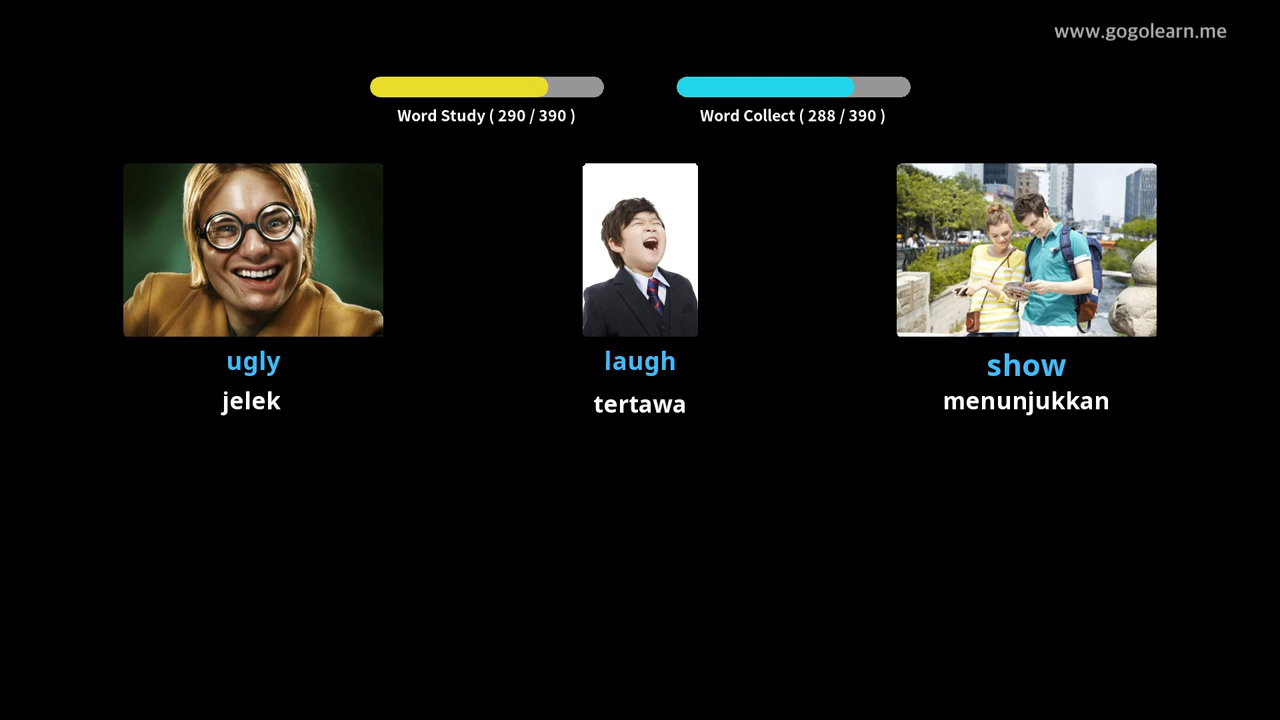 www.gogolearn.me
Word Study ( 290 / 390 )
Word Collect ( 288 / 390 )
ugly
jelek
laugh
tertawa
show
menunjukkan